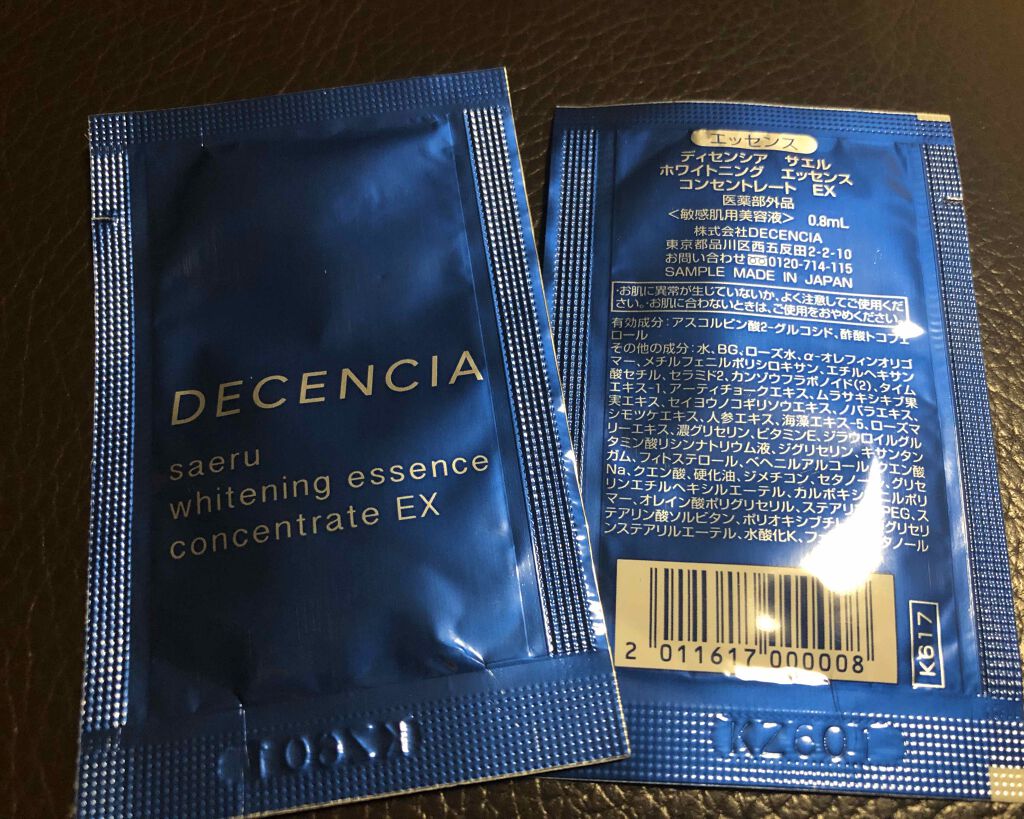 DECENCIA
saeru
whitening essence
concentrate EX
KZ601
エッセンス
ディセンシア サエル
ホワイトニング エッセンス
コンセントレート EX
医薬部外品
<敏感肌用美容液> 0.8mL
株式会社DECENCIA
東京都品川区西五反田2-2-10
お問い合わせ 0120-714-115
SAMPLE MADE IN JAPAN
・お肌に異常が生じていないか、よく注意してご使用くだ
さい。・お肌に合わないときは、ご使用をおやめください。
有効成分:アスコルビン酸2-グルコシド、酢酸トコフェ
ロール
その他の成分:水、BG、ローズ水、α-オレフィンオリゴ
マー、メチルフェニルポリシロキサン、エチルヘキサン
酸セチル、セラミド2、カンゾウフラボノイド(2)、タイム
エキス-1、アーティチョークエキス、ムラサキシキブ果
実エキス、セイヨウノコギリソウエキス、ノバラエキス、
シモツケエキス、人参エキス、海藻エキス-5、ローズマ
リーエキス、濃グリセリン、ビタミンE、ジラウロイルグル
タミン酸リシンナトリウム液、ジグリセリン、キサンタン
ガム、フィトステロール、ベヘニルアルコール、クエン酸
Na、クエン酸、硬化油、ジメチコン、セタノール、グリセ
リンエチルヘキシルエーテル、カルボキシ ニルポリ
マー、オレイン酸ポリグリセリル、ステアリ PEG、ス
テアリン酸ソルビタン、ポリオキシブチレ グリセリ
ンステアリルエーテル、水酸化K、フェ タノール
2 011617 000008
K617
KZ601